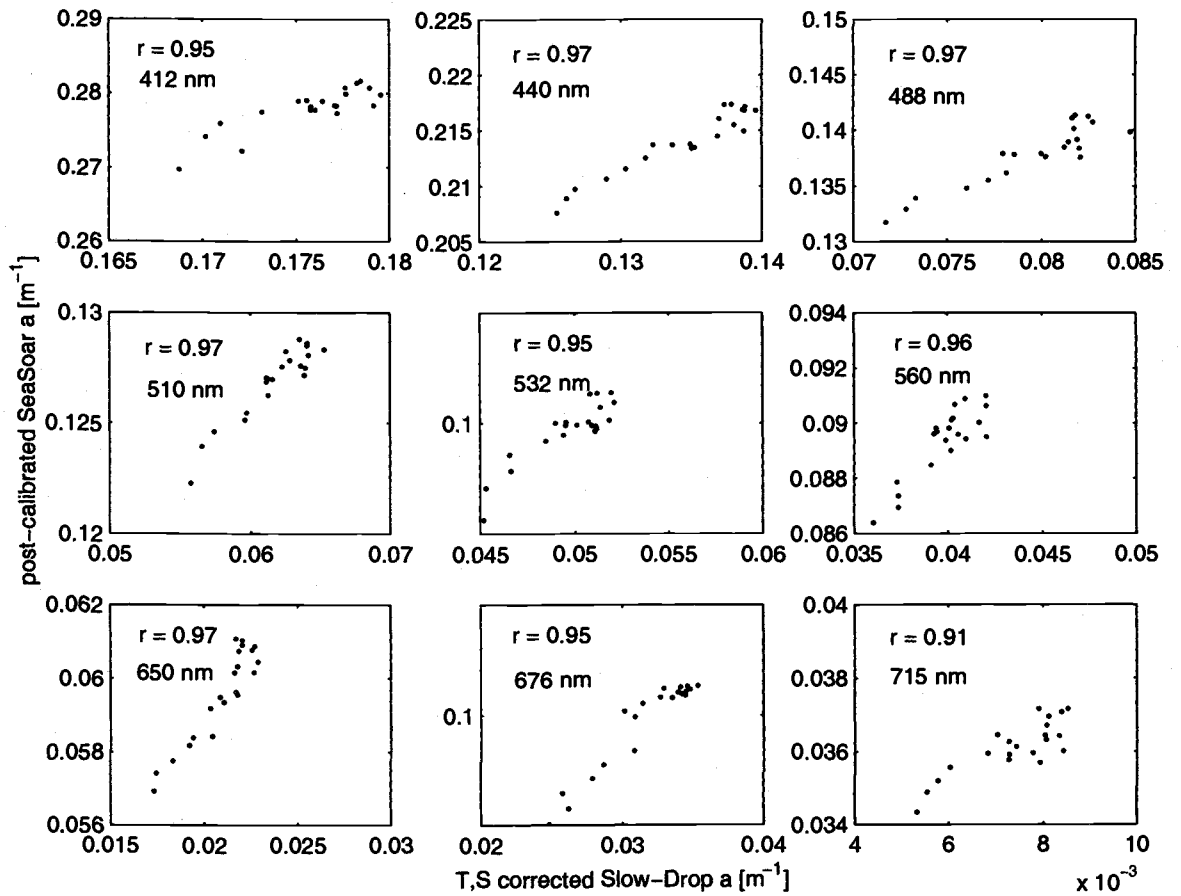 post−calibrated SeaSoar a [m−1]
0.29
0.28
0.27
0.26
r = 0.95
412 nm
0.165 0.17 0.175 0.18
0.225
0.22
0.215
0.21
0.205
r = 0.97
440 nm
0.12 0.13 0.14
0.15
0.145
0.14
0.135
0.13
r = 0.97
488 nm
0.07 0.075 0.08 0.085
0.13
0.125
0.12
r = 0.97
510 nm
0.05 0.06 0.07
0.1
r = 0.95
532 nm
0.045 0.05 0.055 0.06
0.094
0.092
0.09
0.088
0.086
r = 0.96
560 nm
0.035 0.04 0.045 0.05
0.062
0.06
0.058
0.056
r = 0.97
650 nm
0.015 0.02 0.025 0.03
0.1
r = 0.95
676 nm
0.02 0.03 0.04
0.04
0.038
0.036
0.034
r = 0.91
715 nm
4 6 8 10
x 10−3
T,S corrected Slow−Drop a [m−1]